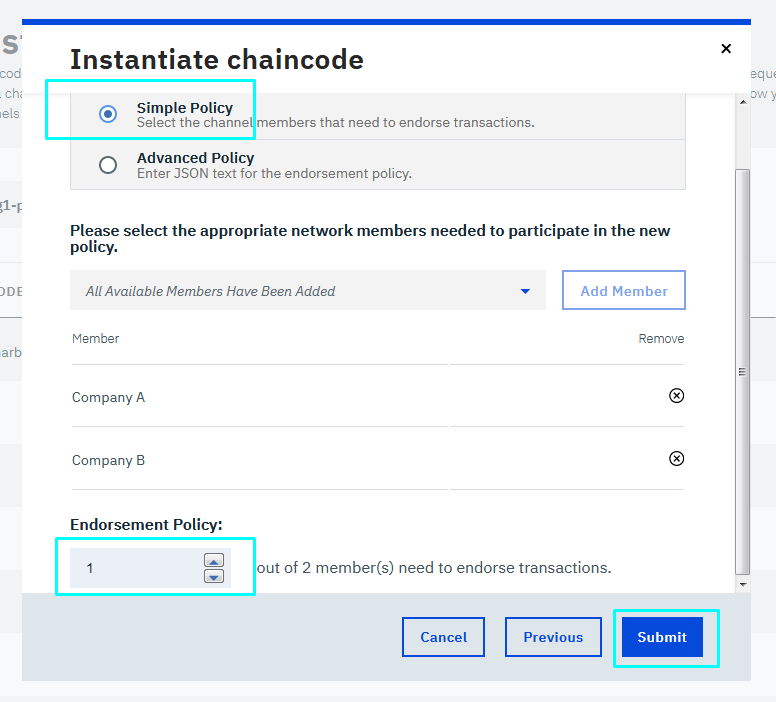 Instantiate chaincode
Simple Policy
Select the channel members that need to endorse transactions.
Advanced Policy
Enter JSON text for the endorsement policy.
Please select the appropriate network members needed to participate in the new
policy.
All Available Members Have Been Added
Add Member
Member Remove
Company A
Company B
Endorsement Policy:
1 out of 2 member(s) need to endorse transactions.
Cancel Previous Submit